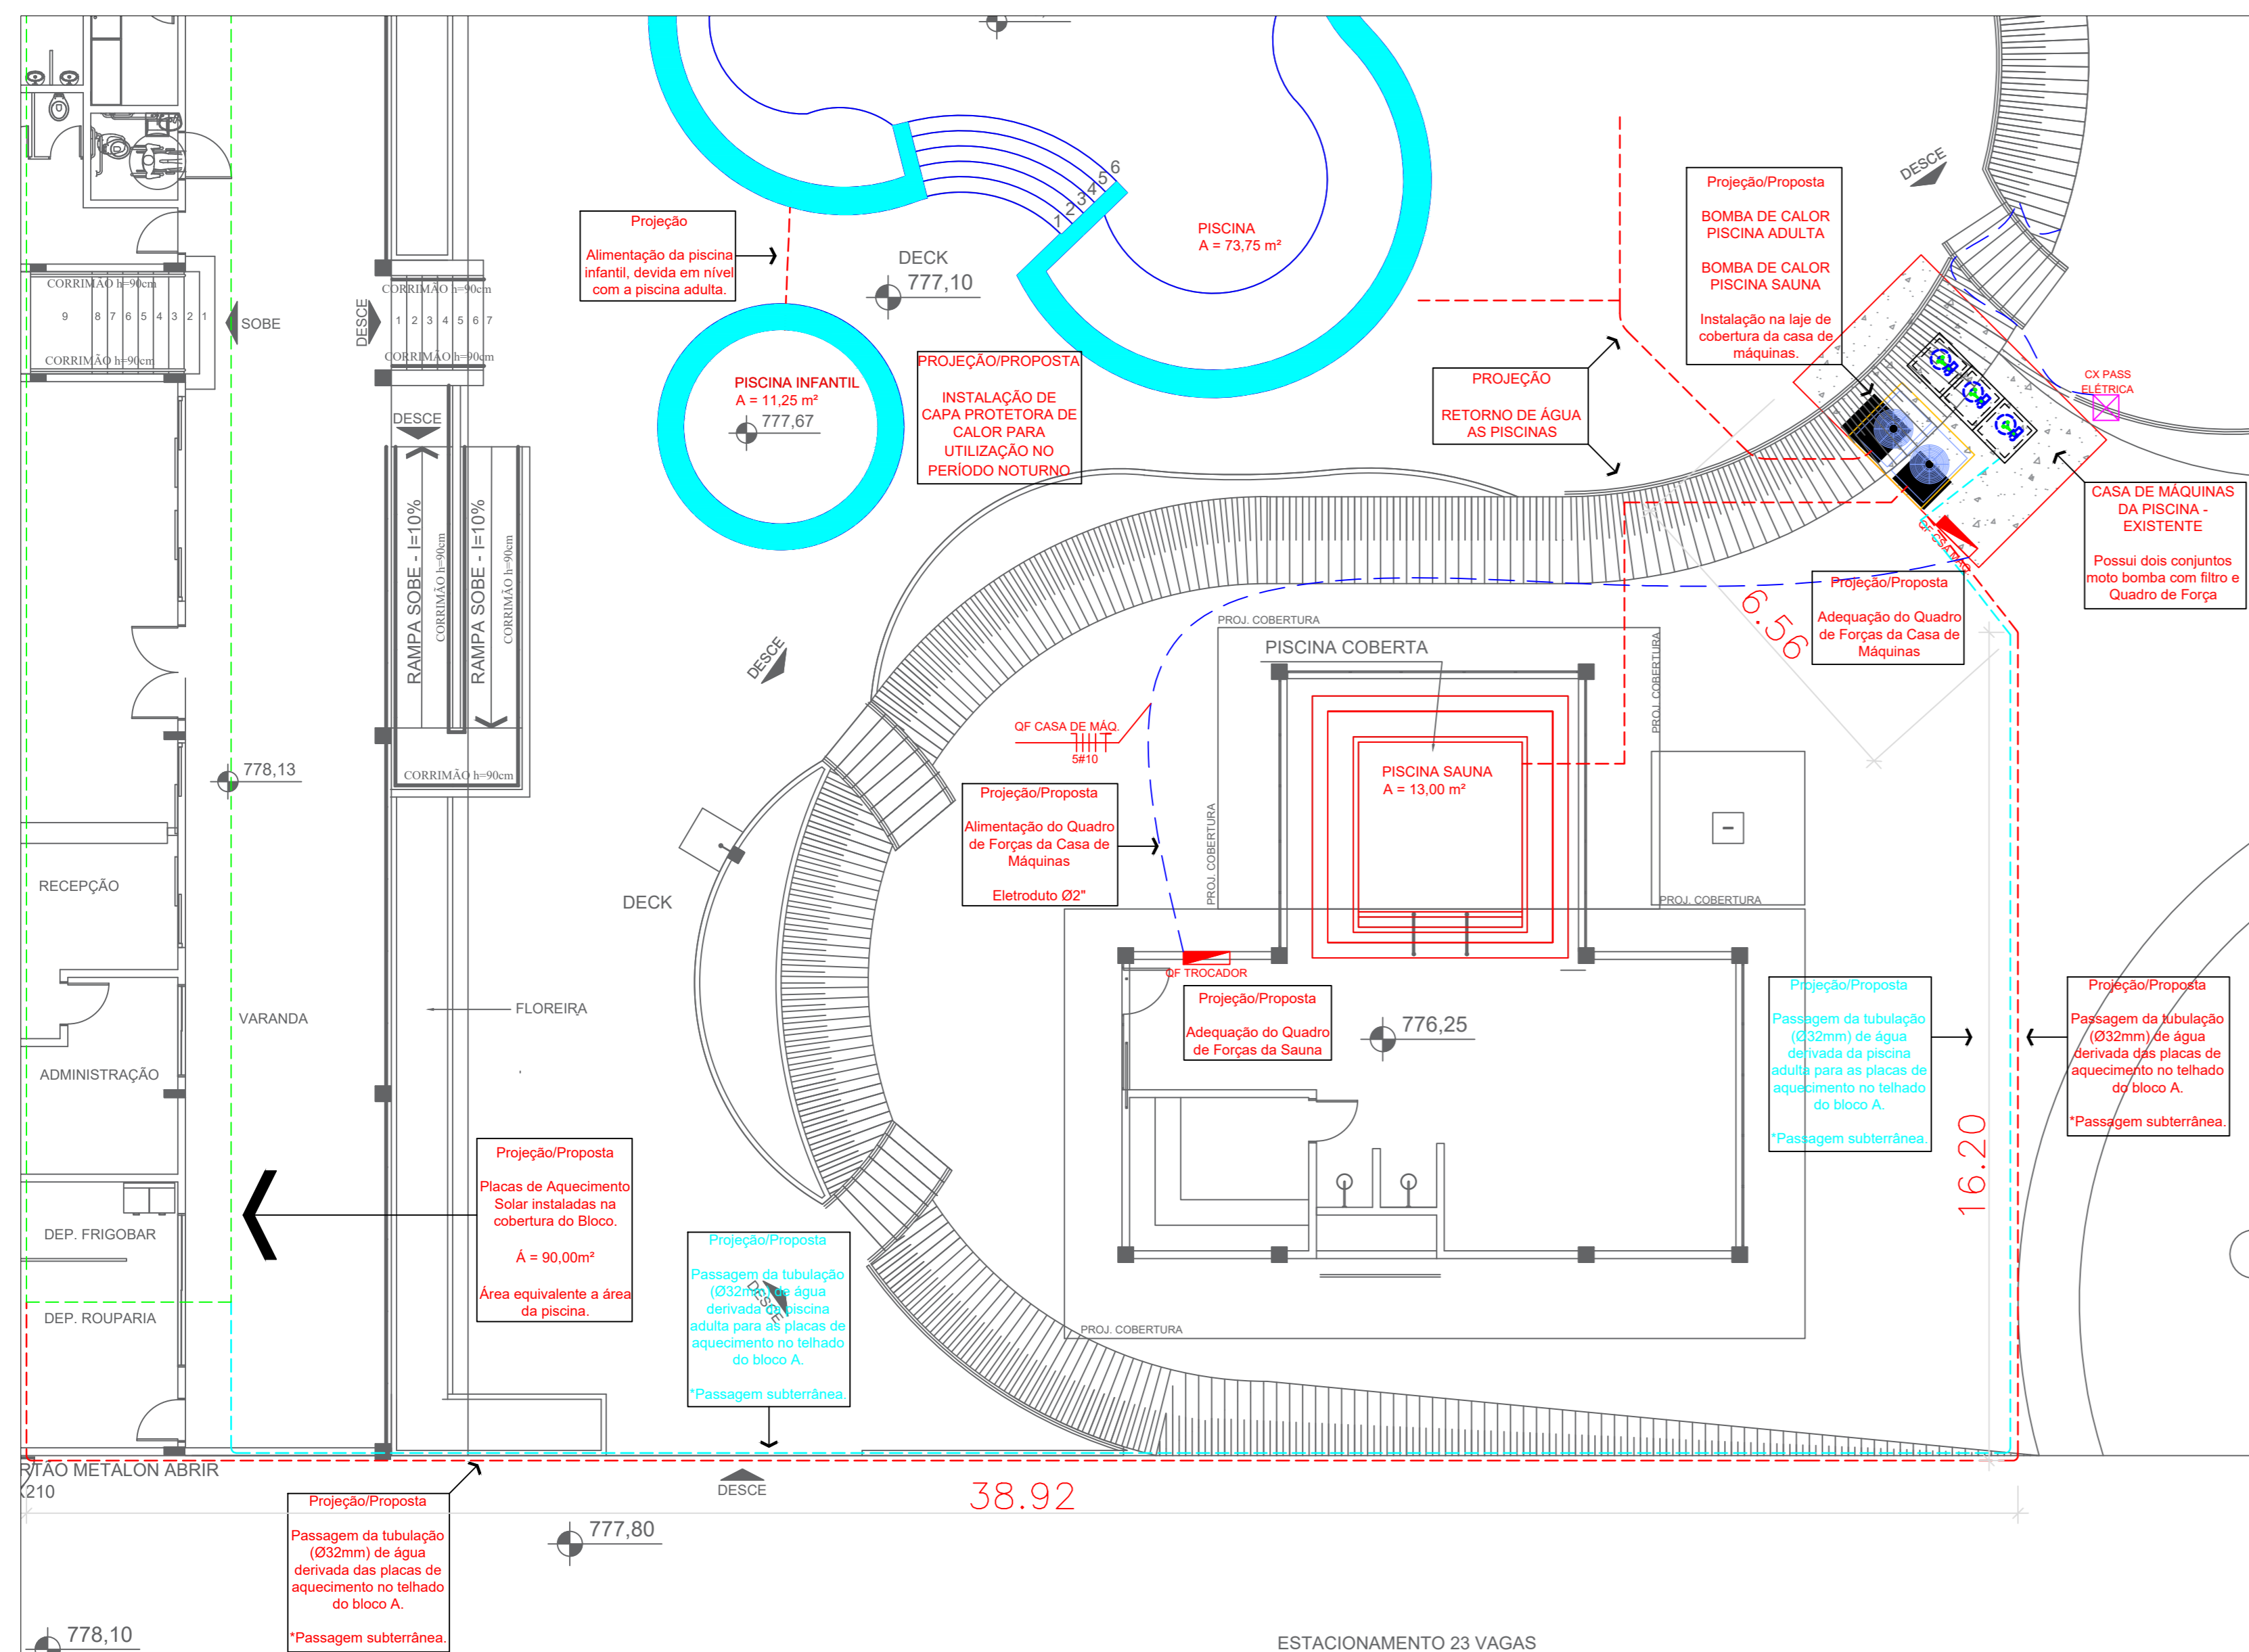 DESCE
Projeção/Proposta
BOMBA DE CALOR
PISCINA ADULTA
BOMBA DE CALOR
PISCINA SAUNA
Instalação na laje de
cobertura da casa de
máquinas.
Projeção
Alimentação da piscina
infantil, devida em nível
com a piscina adulta.
1
2
3
4
5
6
PISCINA
A = 73,75 m²
DECK
777,10
CORRIMÃO h=90cm
9 8 7 6 5 4 3 2 1
CORRIMÃO h=90cm
SOBE
DESCE
CORRIMÃO h=90cm
1 2 3 4 5 6 7
CORRIMÃO h=90cm
PISCINA INFANTIL
A = 11,25 m²
777,67
PROJEÇÃO/PROPOSTA
INSTALAÇÃO DE
CAPA PROTETORA DE
CALOR PARA
UTILIZAÇÃO NO
PERÍODO NOTURNO
PROJEÇÃO
RETORNO DE ÁGUA
AS PISCINAS
CX PASS
ELÉTRICA
DESCE
RAMPA SOBE - I=10%
CORRIMÃO h=90cm
RAMPA SOBE - I=10%
CORRIMÃO h=90cm
CORRIMÃO h=90cm
CASA DE MÁQUINAS
DA PISCINA -
EXISTENTE
Possui dois conjuntos
moto bomba com filtro e
Quadro de Força
Projeção/Proposta
Adequação do Quadro
de Forças da Casa de
Máquinas
6.56
DESCE
PROJ. COBERTURA
PISCINA COBERTA
PROJ. COBERTURA
PROJ. COBERTURA
PROJ. COBERTURA
QF CASA DE MÁQ.
5#10
PISCINA SAUNA
A = 13,00 m²
778,13
Projeção/Proposta
Alimentação do Quadro
de Forças da Casa de
Máquinas
Eletroduto Ø2"
RECEPÇÃO
DECK
QF TROCADOR
Projeção/Proposta
Adequação do Quadro
de Forças da Sauna
776,25
Projeção/Proposta
Passagem da tubulação
(Ø32mm) de água
derivada da piscina
adulta para as placas de
aquecimento no telhado
do bloco A.
*Passagem subterrânea.
Projeção/Proposta
Passagem da tubulação
(Ø32mm) de água
derivada das placas de
aquecimento no telhado
do bloco A.
*Passagem subterrânea.
VARANDA
FLOREIRA
ADMINISTRAÇÃO
16.20
Projeção/Proposta
Placas de Aquecimento
Solar instaladas na
cobertura do Bloco.
Á = 90,00m²
Área equivalente a área
da piscina.
DEP. FRIGOBAR
DEP. ROUPARIA
Projeção/Proposta
Passagem da tubulação
(Ø32mm) de água
derivada da piscina
adulta para as placas de
aquecimento no telhado
do bloco A.
*Passagem subterrânea.
DESCE
PROJ. COBERTURA
RTÃO METALON ABRIR
X210
DESCE
38.92
Projeção/Proposta
Passagem da tubulação
(Ø32mm) de água
derivada das placas de
aquecimento no telhado
do bloco A.
*Passagem subterrânea.
777,80
778,10
ESTACIONAMENTO 23 VAGAS